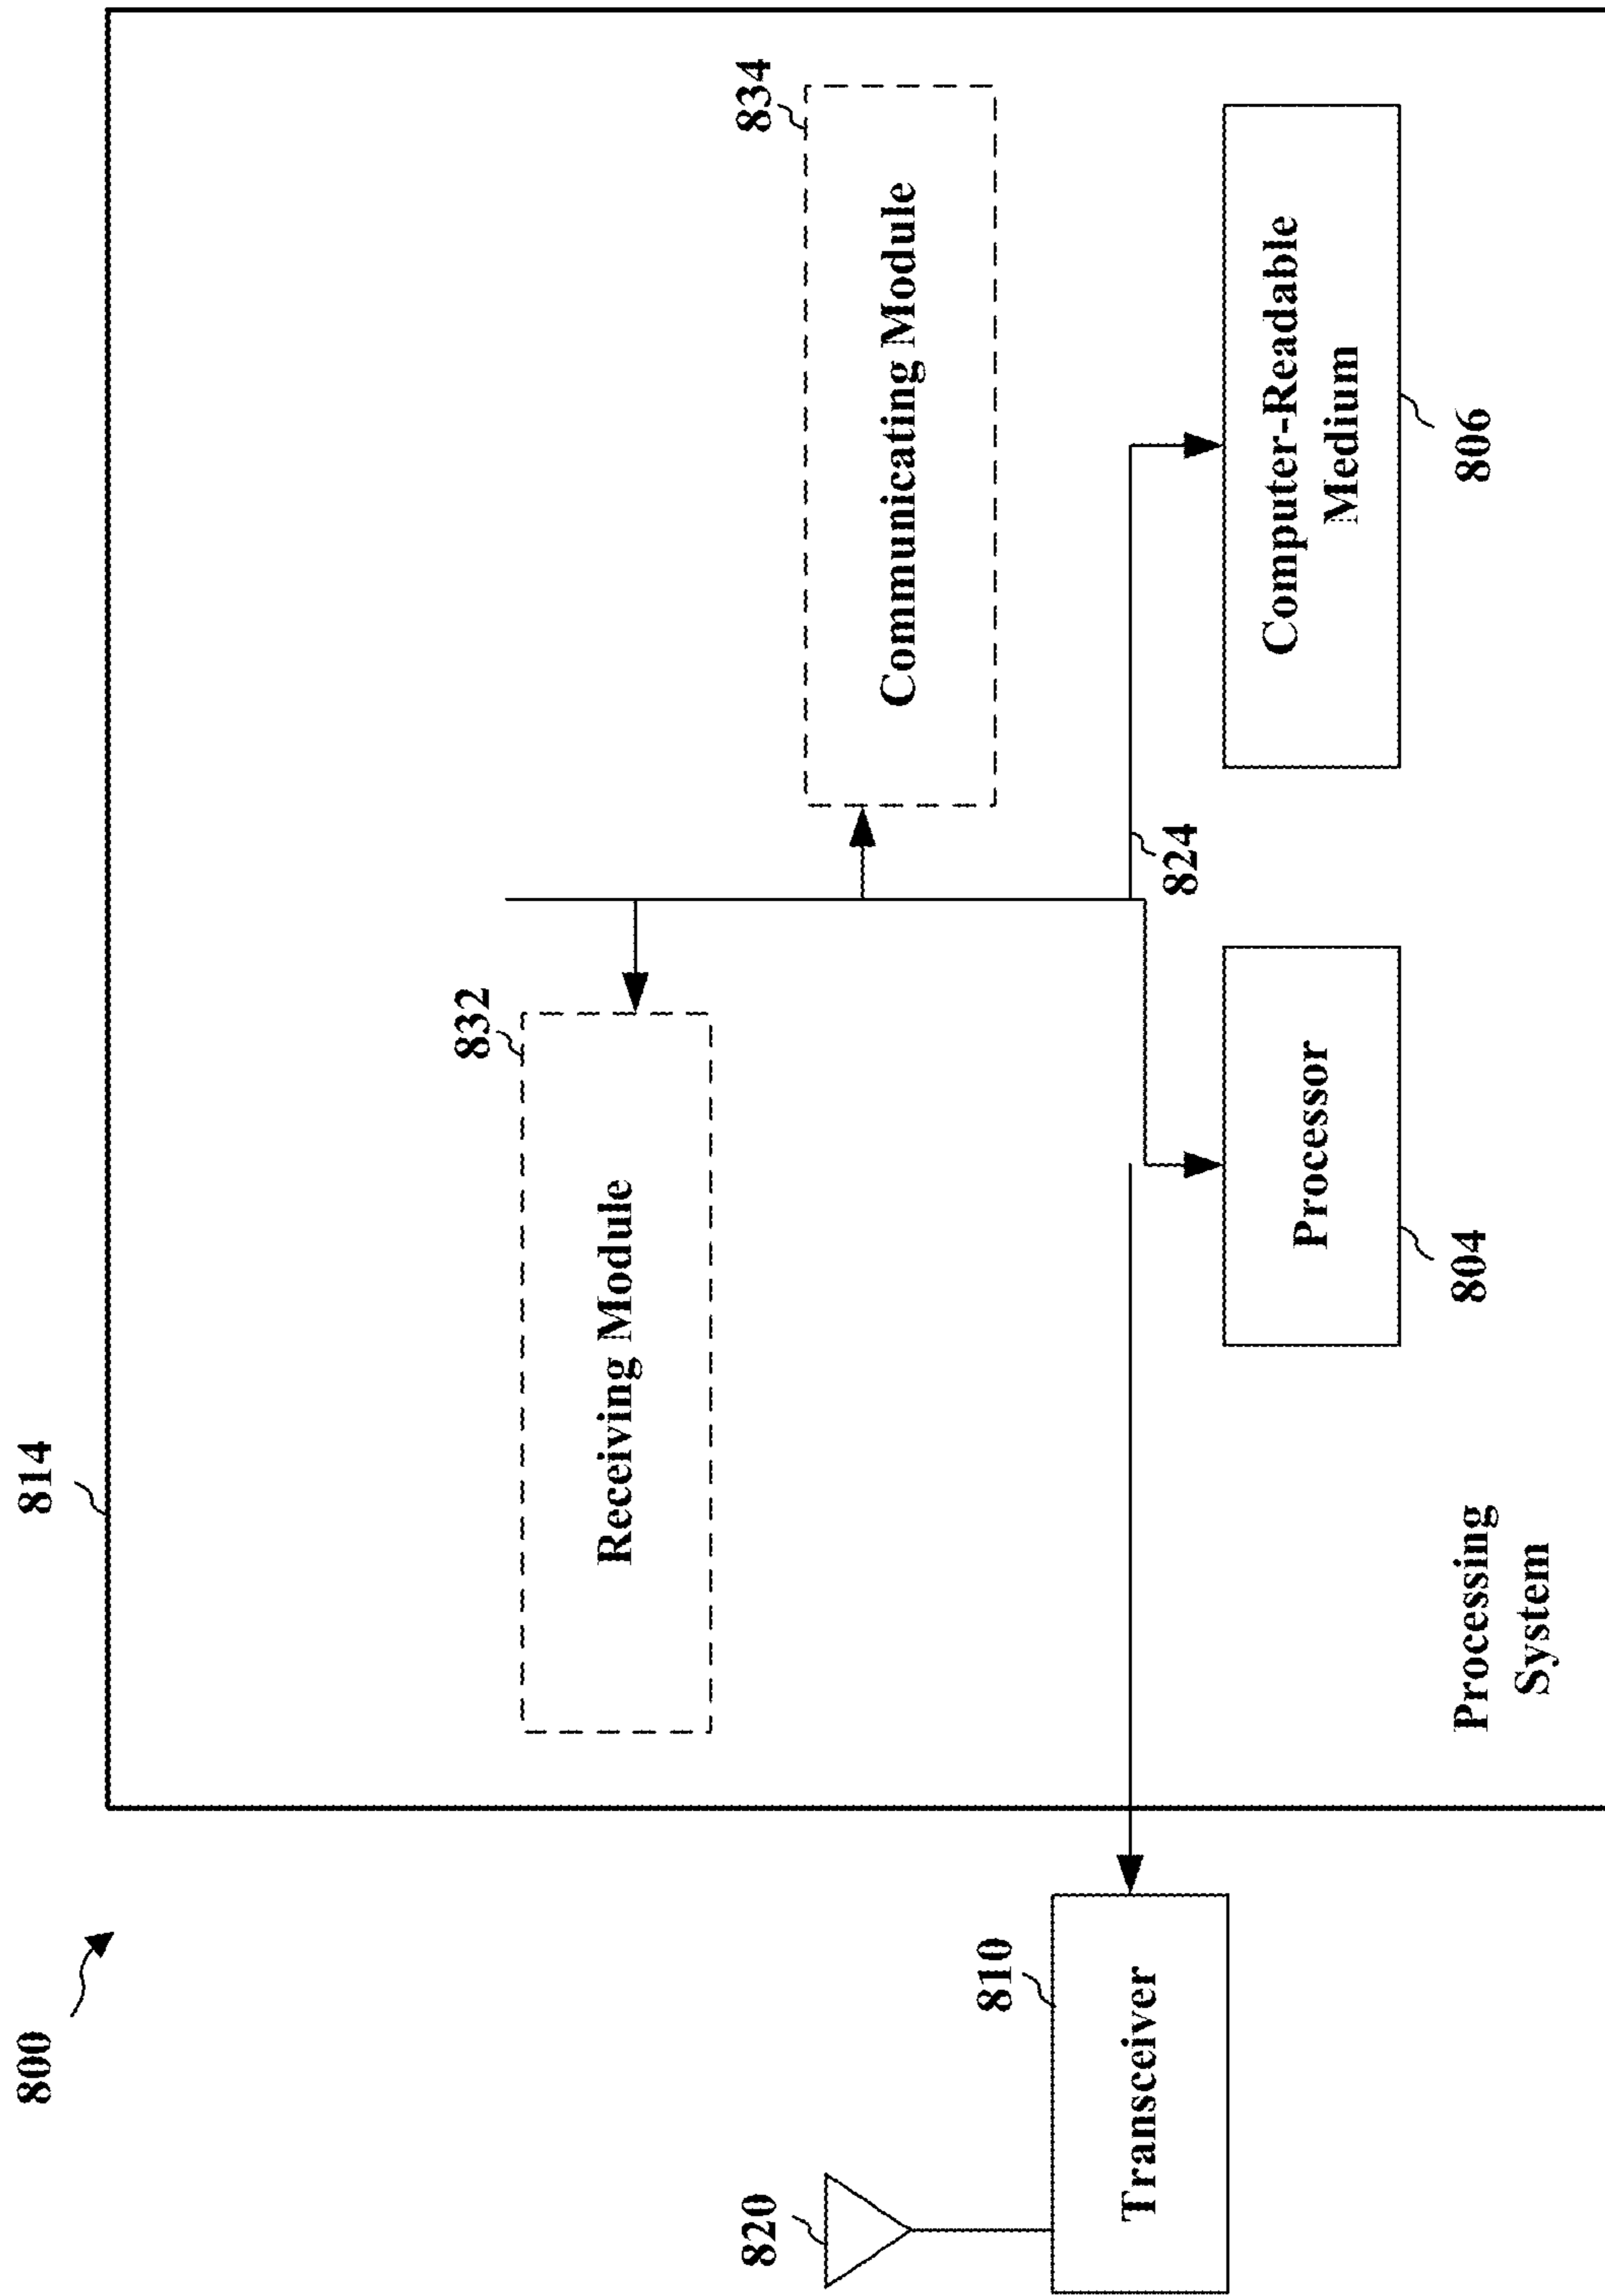 800
814
832
Receiving Module
834
Communicating Module
820
810
Transceiver
824
Processor
804
Computer-Readable
Medium
806
Processing
System